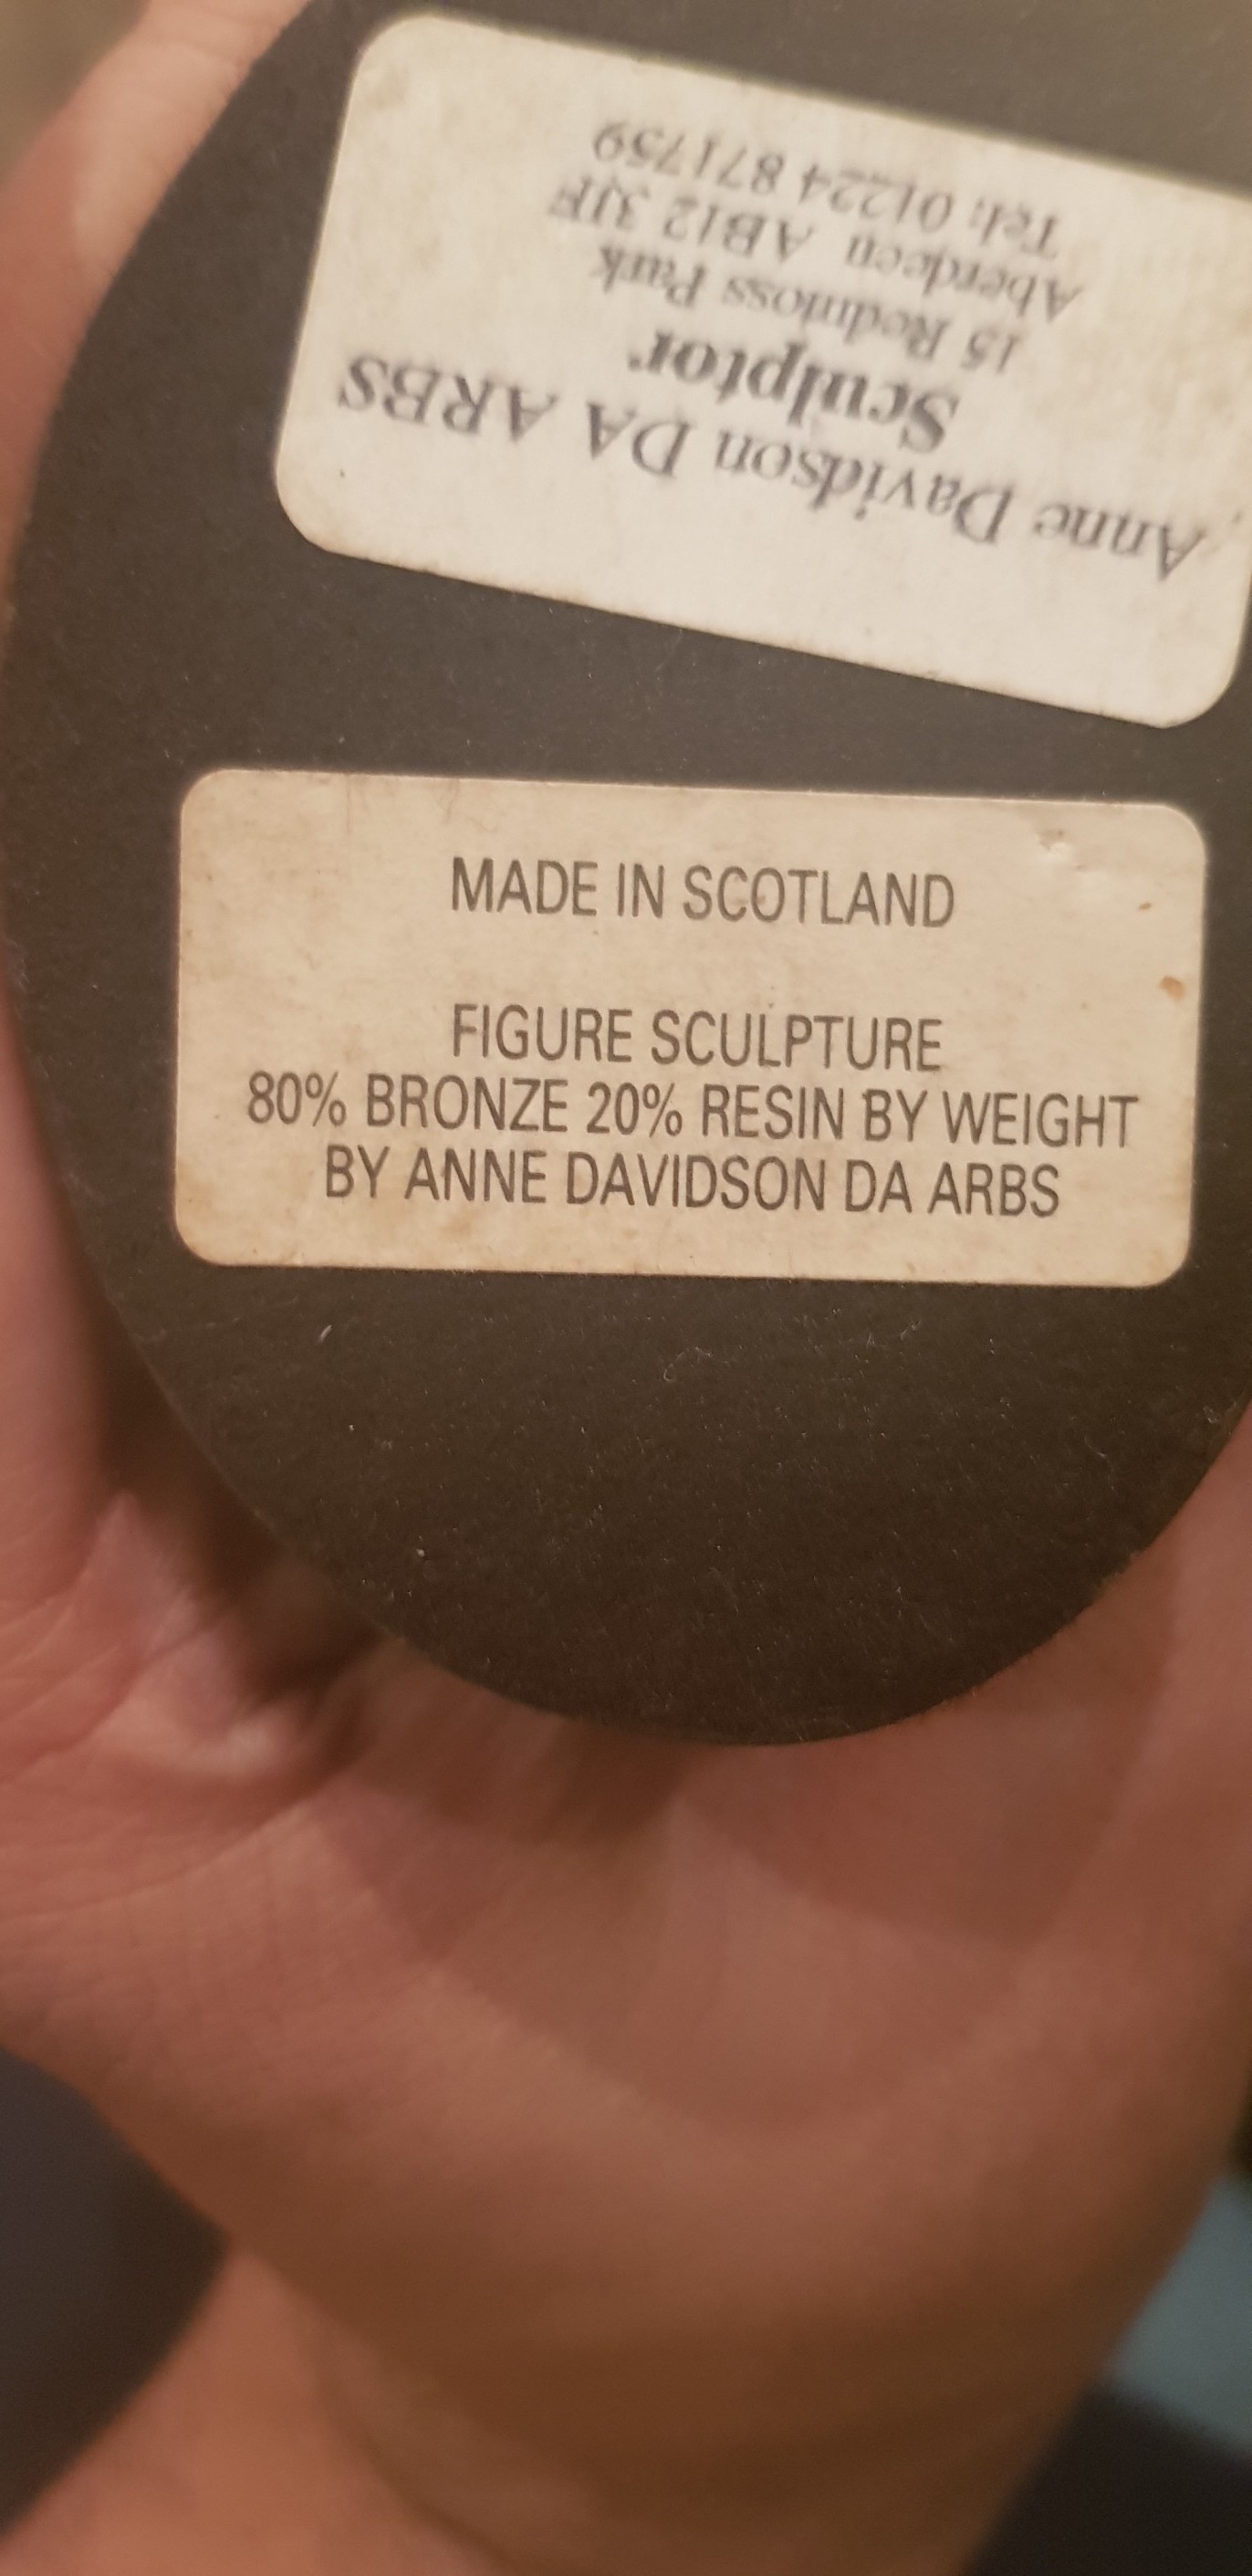 Anne Davidson DA ARBS
Sculptor
15 Redmoss Park
Aberdeen AB12 3JF
Tel: 01224 871759
MADE IN SCOTLAND
FIGURE SCULPTURE
80% BRONZE 20% RESIN BY WEIGHT
BY ANNE DAVIDSON DA ARBS